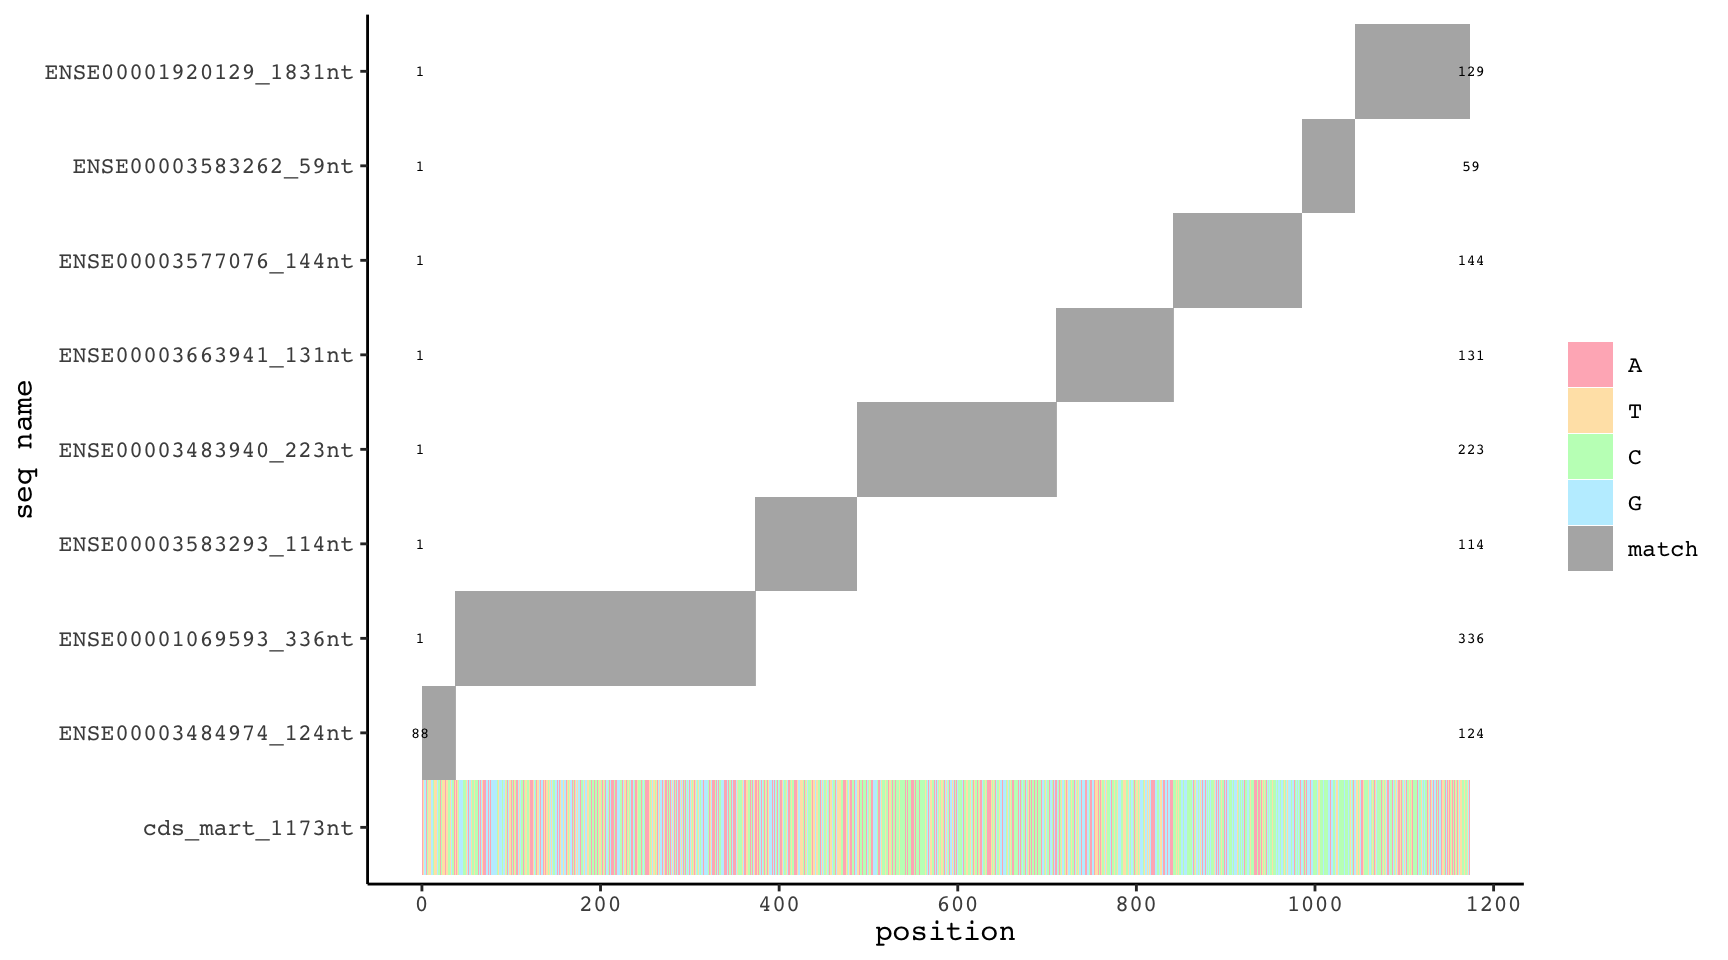 ENSE00001920129_1831nt 1 129
ENSE00003583262_59nt 1 59
ENSE00003577076_144nt 1 144
ENSE00003663941_131nt 1 131
ENSE00003483940_223nt 1 223
ENSE00003583293_114nt 1 114
ENSE00001069593_336nt 1 336
ENSE00003484974_124nt 88 124
cds_mart_1173nt
seq name
0 200 400 600 800 1000 1200
position
A
T
C
G
match